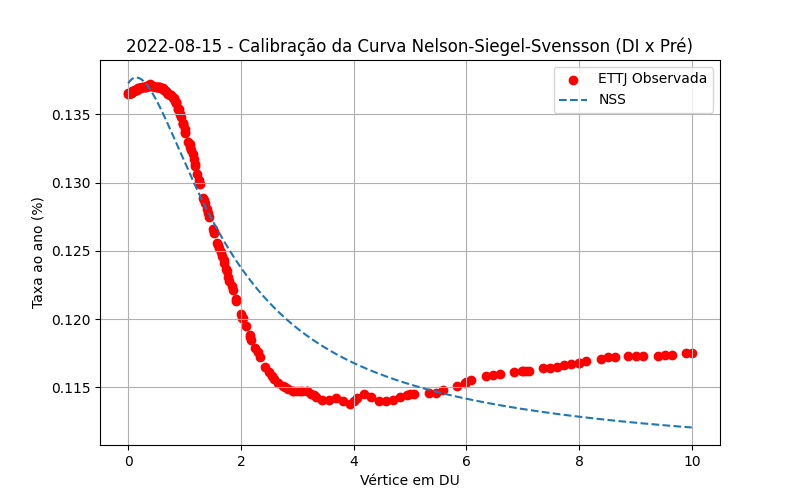 2022-08-15 - Calibração da Curva Nelson-Siegel-Svensson (DI x Pré)
ETTJ Observada
NSS
Taxa ao ano (%)
0.135
0.130
0.125
0.120
0.115
0 2 4 6 8 10
Vértice em DU